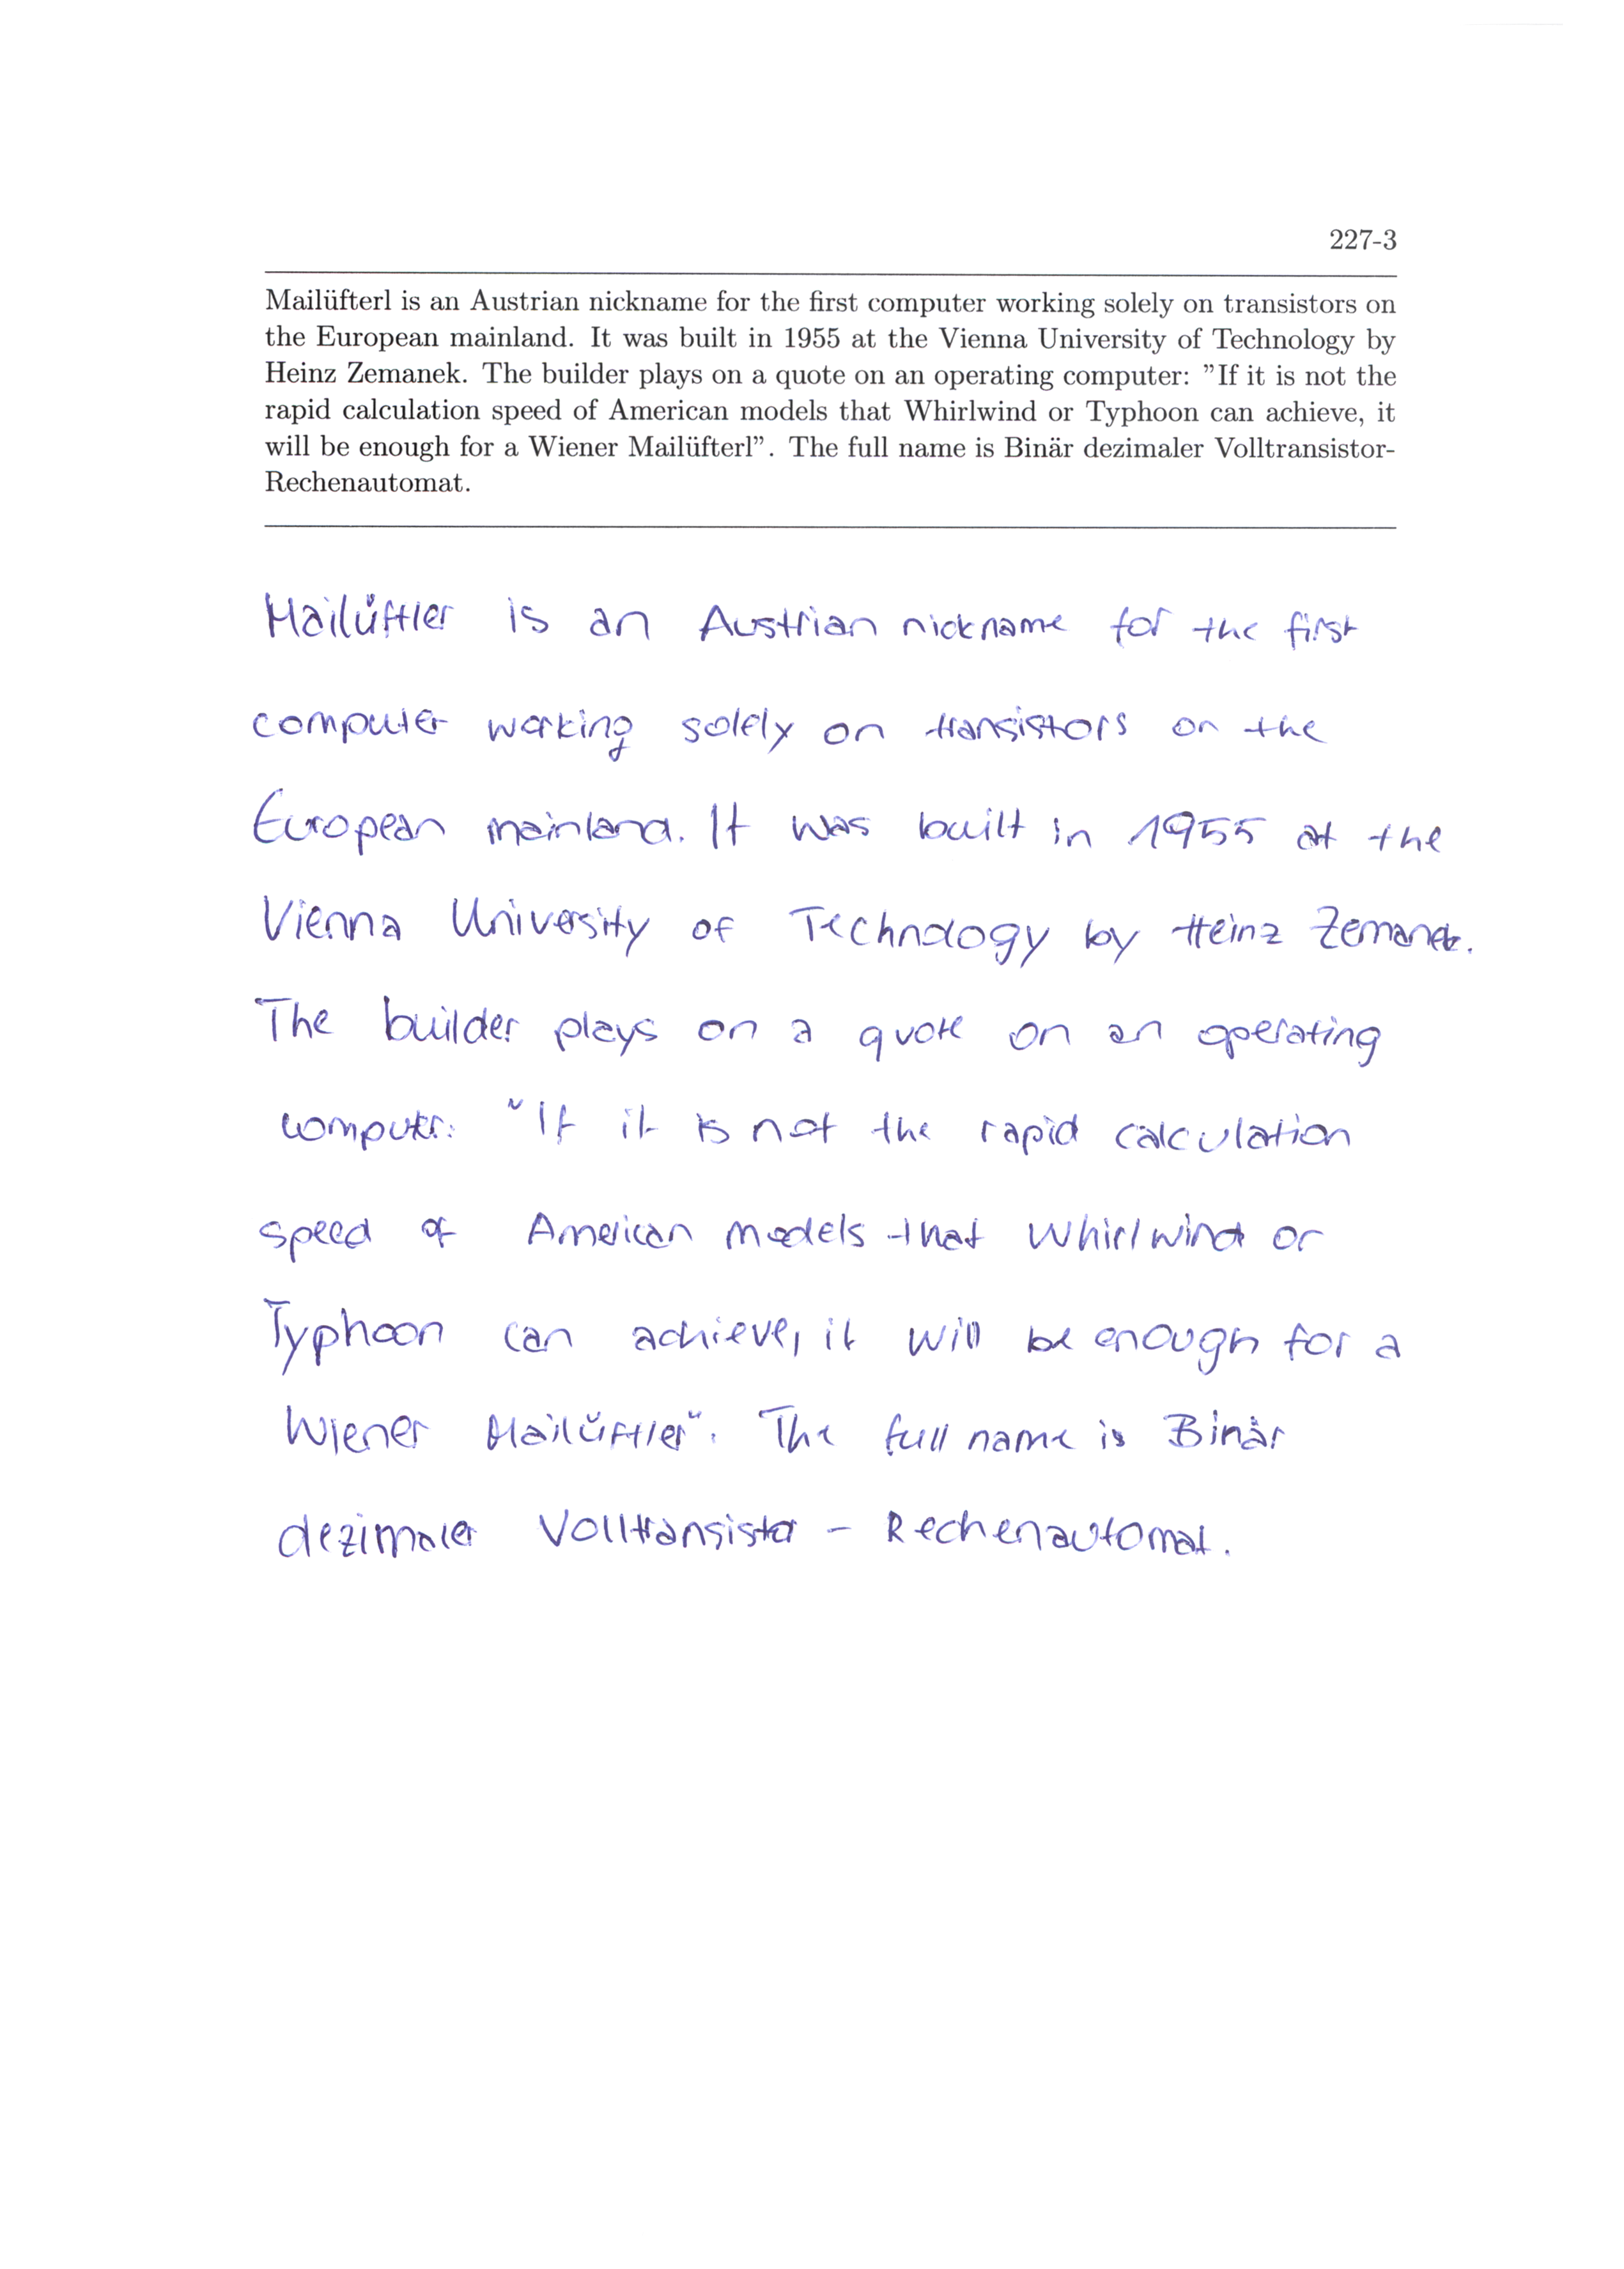 227-3
Mailüfterl is an Austrian nickname for the first computer working solely on transistors on
the European mainland. It was built in 1955 at the Vienna University of Technology by
Heinz Zemanek. The builder plays on a quote on an operating computer: ”If it is not the
rapid calculation speed of American models that Whirlwind or Typhoon can achieve, it
will be enough for a Wiener Mailüfterl”. The full name is Binär dezimaler Volltransistor-
Rechenautomat.
Mailüftler is an Austrian nickname for the first
computer working solely on transistors on the
European mainland. It was built in 1955 at the
Vienna University of Technology by Heinz Zemanek.
The builder plays on a quote on an operating
computer: "If it is not the rapid calculation
speed of American models that Whirlwind or
Typhoon can achieve, it will be enough for a
Wiener Mailüftler". The full name is Binär
dezimaler Volltransistor - Rechenautomat.